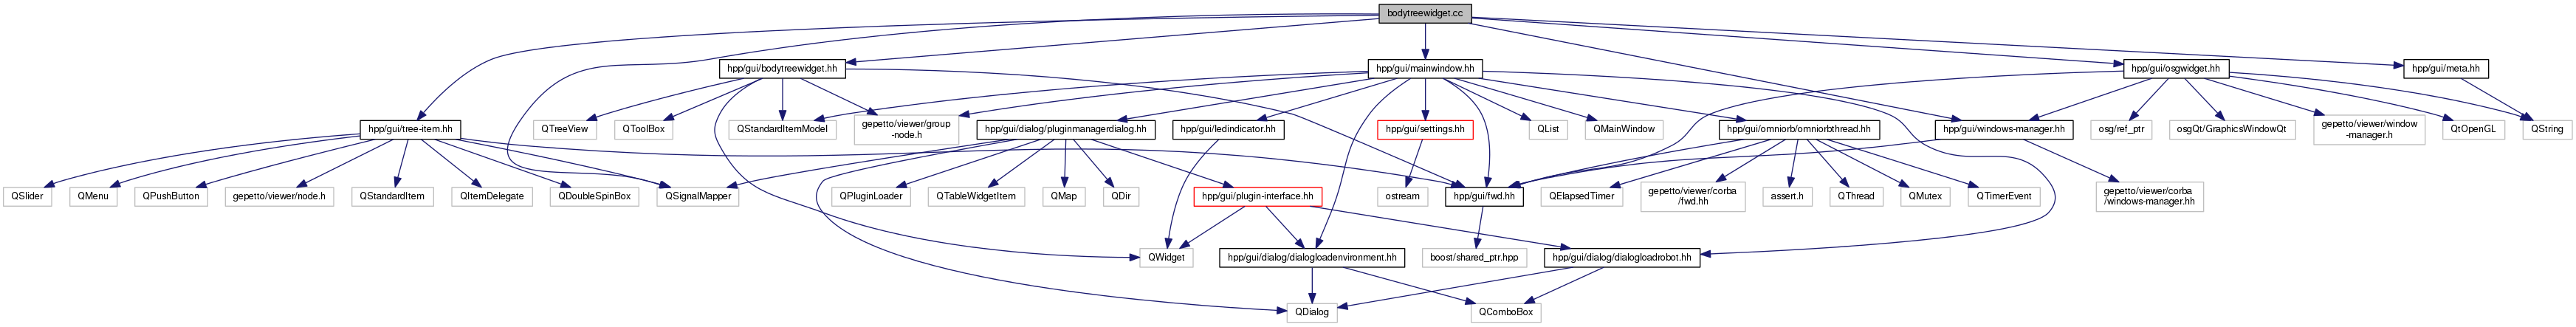 bodytreewidget.cc
hpp/gui/bodytreewidget.hh
hpp/gui/mainwindow.hh
hpp/gui/osgwidget.hh
hpp/gui/meta.hh
hpp/gui/tree-item.hh
QTreeView
QToolBox
QStandardItemModel
gepetto/viewer/group
-node.h
hpp/gui/dialog/pluginmanagerdialog.hh
hpp/gui/ledindicator.hh
hpp/gui/settings.hh
QList
QMainWindow
hpp/gui/omniorb/omniorbthread.hh
hpp/gui/windows-manager.hh
osg/ref_ptr
osgQt/GraphicsWindowQt
gepetto/viewer/window
-manager.h
QtOpenGL
QString
QSlider
QMenu
QPushButton
gepetto/viewer/node.h
QStandardItem
QItemDelegate
QDoubleSpinBox
QSignalMapper
QPluginLoader
QTableWidgetItem
QMap
QDir
hpp/gui/plugin-interface.hh
ostream
hpp/gui/fwd.hh
QElapsedTimer
gepetto/viewer/corba
/fwd.hh
assert.h
QThread
QMutex
QTimerEvent
gepetto/viewer/corba
/windows-manager.hh
QWidget
hpp/gui/dialog/dialogloadenvironment.hh
boost/shared_ptr.hpp
hpp/gui/dialog/dialogloadrobot.hh
QDialog
QComboBox